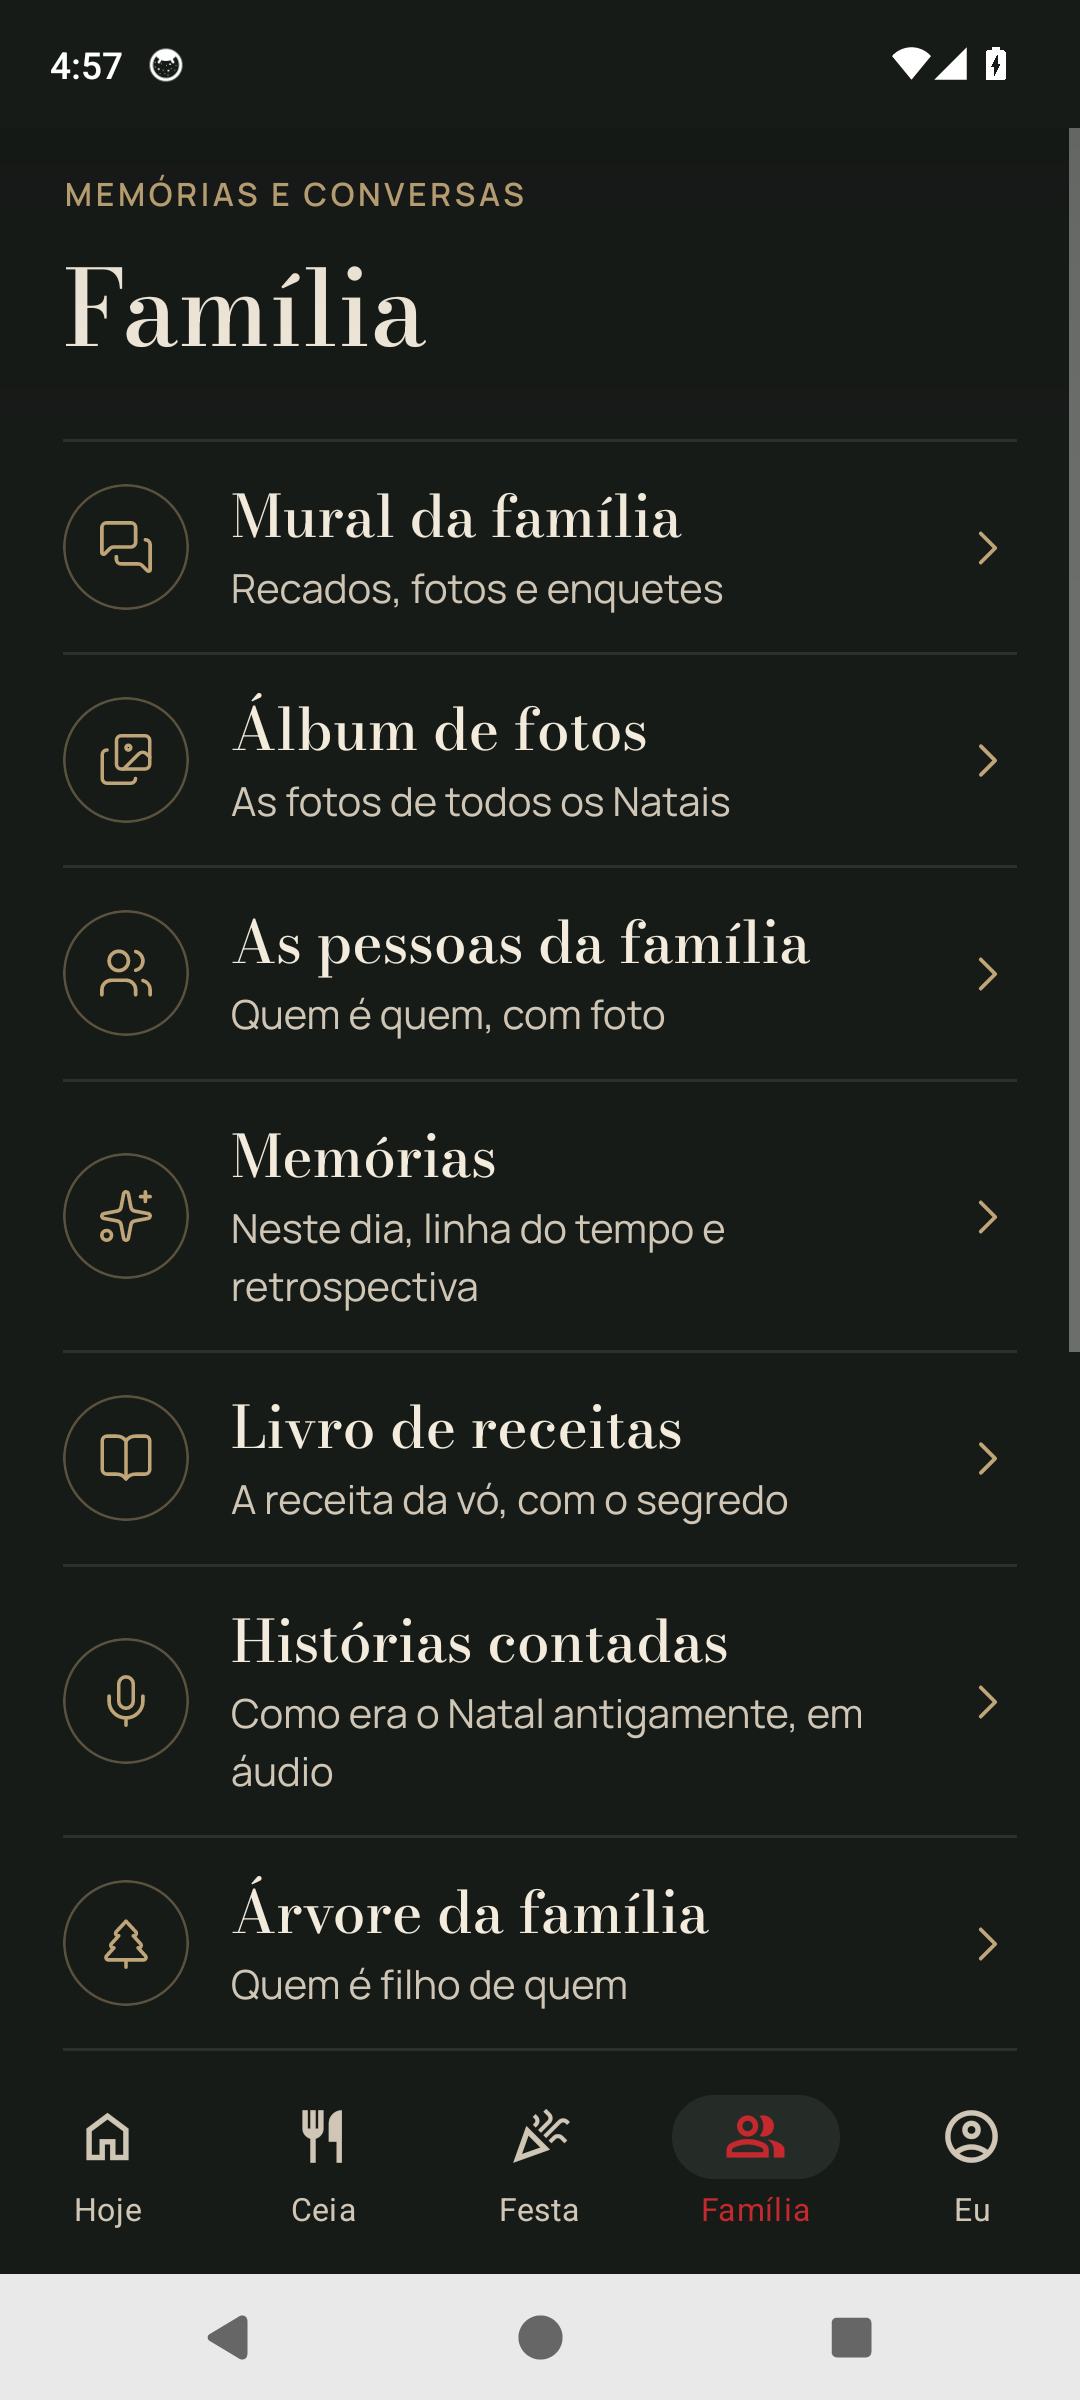 4:57
MEMÓRIAS E CONVERSAS
Família
Mural da família
Recados, fotos e enquetes
Álbum de fotos
As fotos de todos os Natais
As pessoas da família
Quem é quem, com foto
Memórias
Neste dia, linha do tempo e
retrospectiva
Livro de receitas
A receita da vó, com o segredo
Histórias contadas
Como era o Natal antigamente, em
áudio
Árvore da família
Quem é filho de quem
Hoje
Ceia
Festa
Família
Eu